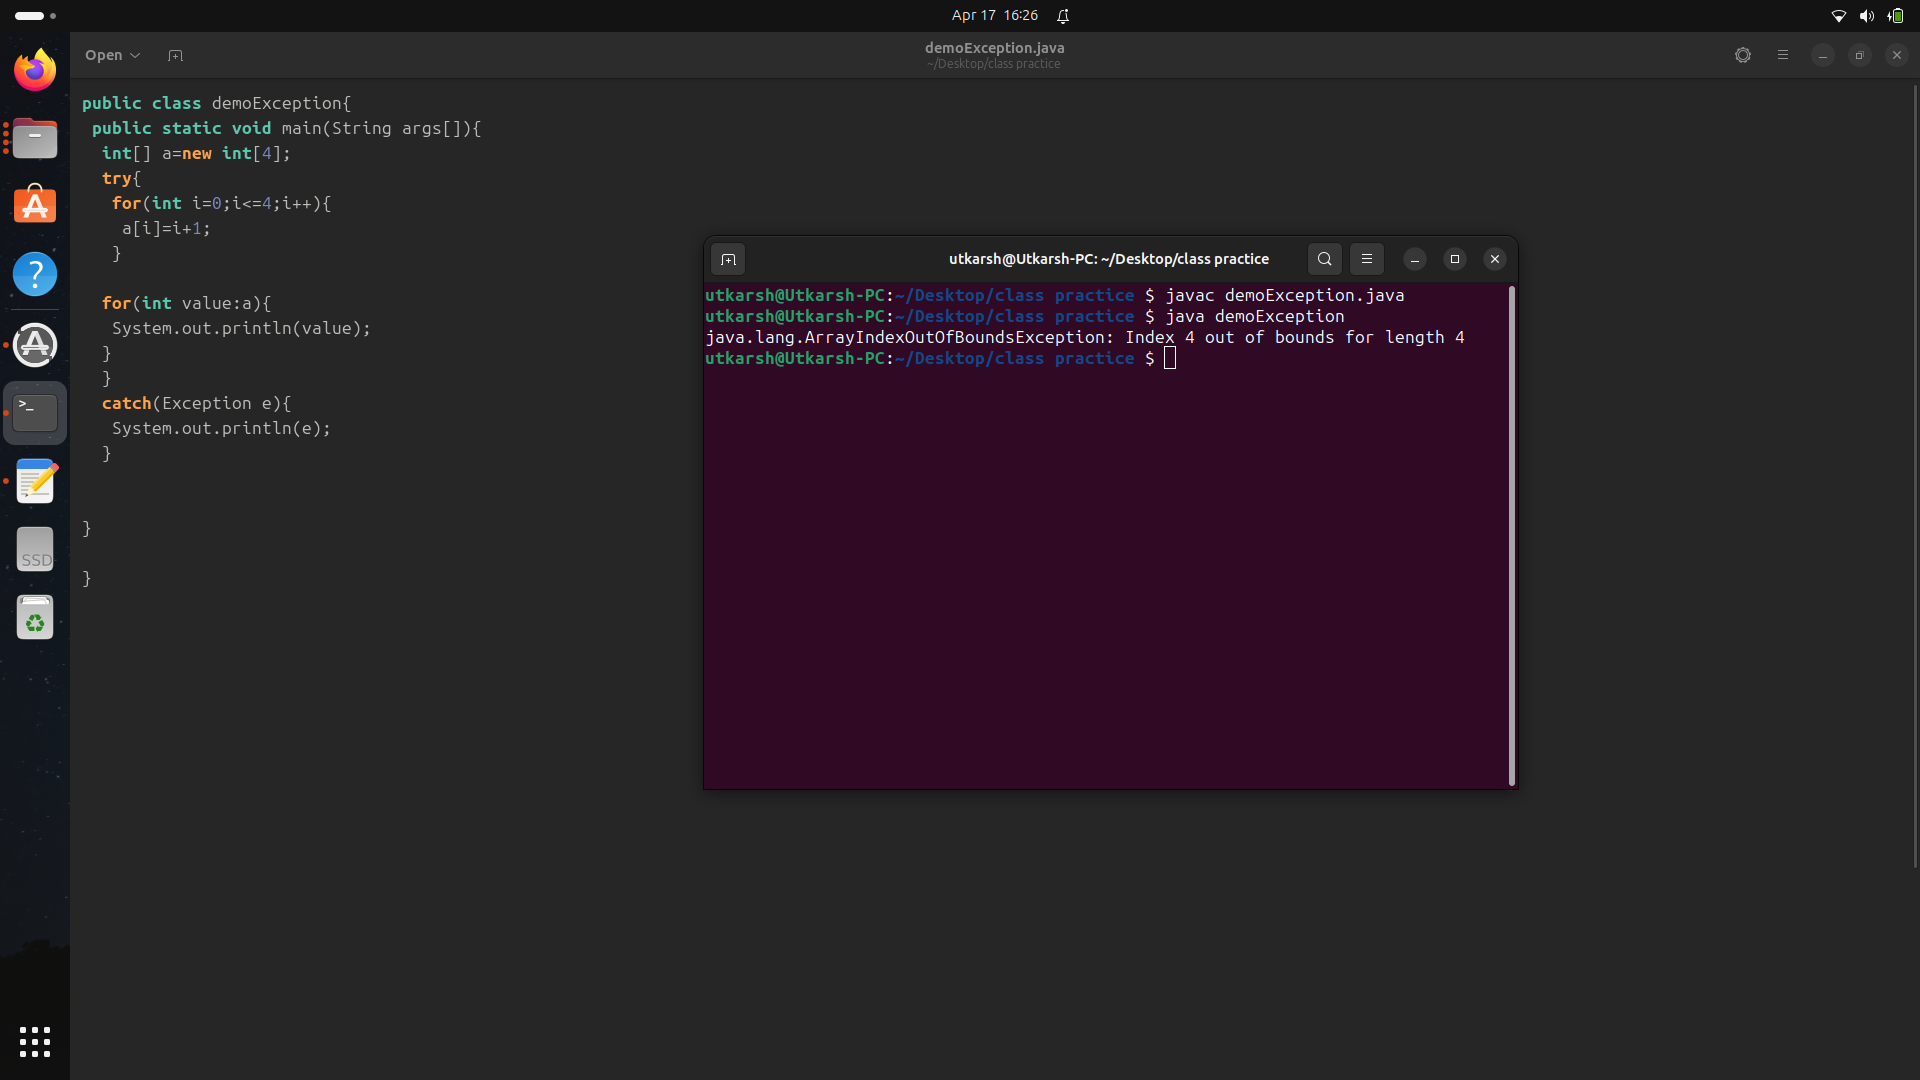 Apr 17  16:26
Open
demoException.java
~/Desktop/class practice
public class demoException{
 public static void main(String args[]){
  int[] a=new int[4];
  try{
   for(int i=0;i<=4;i++){
    a[i]=i+1;
   }
  for(int value:a){
   System.out.println(value);
  }
  }
  catch(Exception e){
   System.out.println(e);
  }
}
}
utkarsh@Utkarsh-PC: ~/Desktop/class practice
utkarsh@Utkarsh-PC:~/Desktop/class practice $ javac demoException.java
utkarsh@Utkarsh-PC:~/Desktop/class practice $ java demoException
java.lang.ArrayIndexOutOfBoundsException: Index 4 out of bounds for length 4
utkarsh@Utkarsh-PC:~/Desktop/class practice $
>_
SSD